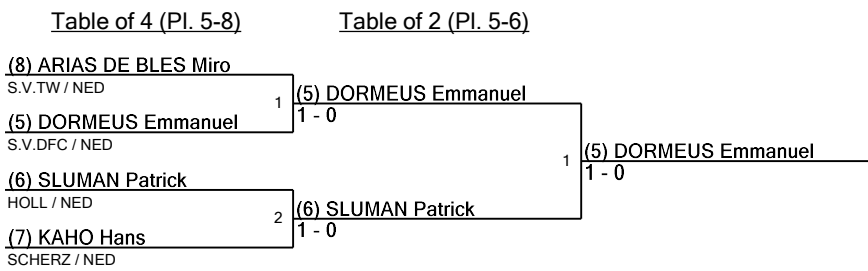 Table of 4 (Pl. 5-8)
Table of 2 (Pl. 5-6)
(8) ARIAS DE BLES Miro
S.V.TW / NED
1
(5) DORMEUS Emmanuel
1 - 0
(5) DORMEUS Emmanuel
S.V.DFC / NED
1
(5) DORMEUS Emmanuel
1 - 0
(6) SLUMAN Patrick
HOLL / NED
2
(6) SLUMAN Patrick
1 - 0
(7) KAHO Hans
SCHERZ / NED